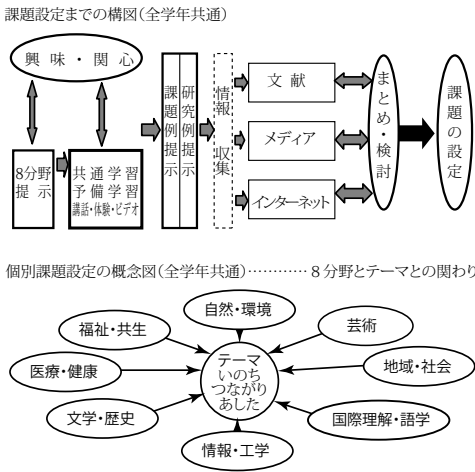 課題設定までの構図(全学年共通)
興味・関心
8分野
提示
共通学習
予備学習
講話・体験・ビデオ
課題例提示
研究例提示
情報 収集
文献
メディア
インターネット
まとめ・検討
課題の設定
個別課題設定の概念図(全学年共通)…………8分野とテーマとの関わり
自然・環境
福祉・共生
芸術
医療・健康
地域・社会
文学・歴史
国際理解・語学
情報・工学
テーマ
いのち
つながり
あした